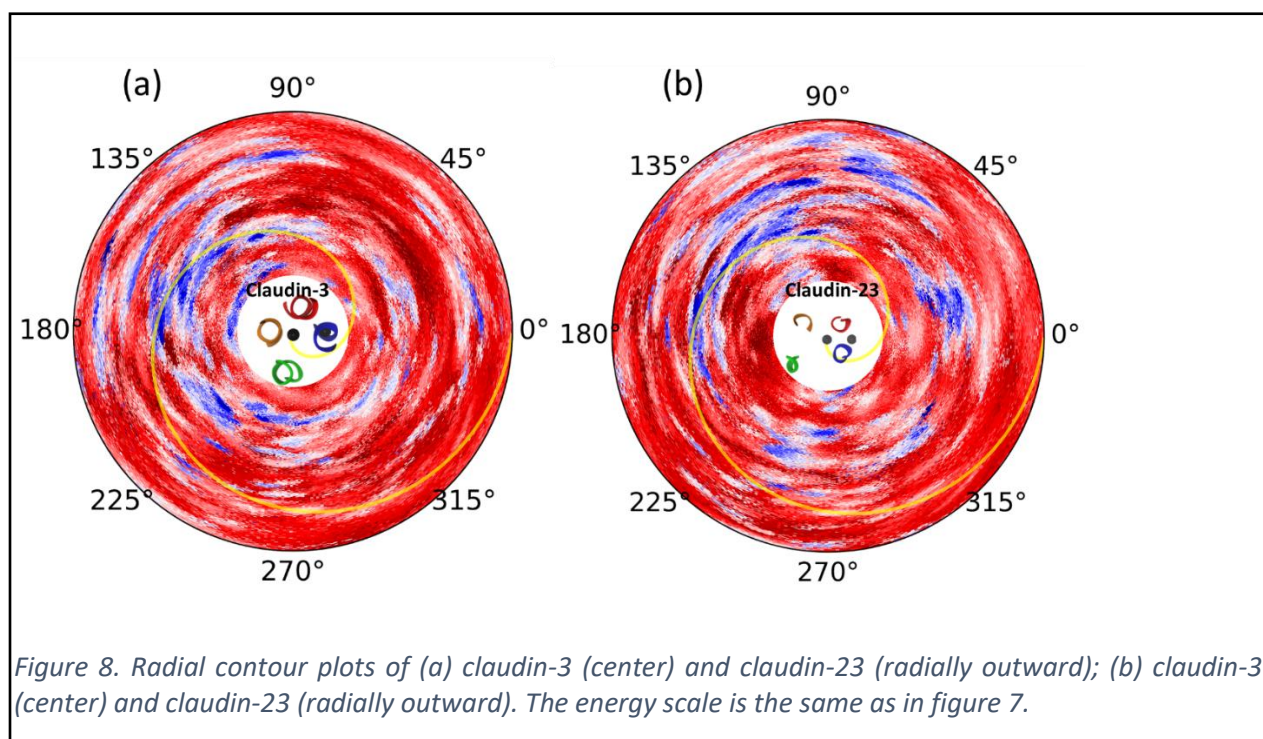 (a)
90°
135°
45°
Claudin-3
180°
0°
225°
315°
270°
(b)
90°
135°
45°
Claudin-23
180°
0°
225°
315°
270°
Figure 8. Radial contour plots of (a) claudin-3 (center) and claudin-23 (radially outward); (b) claudin-3
(center) and claudin-23 (radially outward). The energy scale is the same as in figure 7.